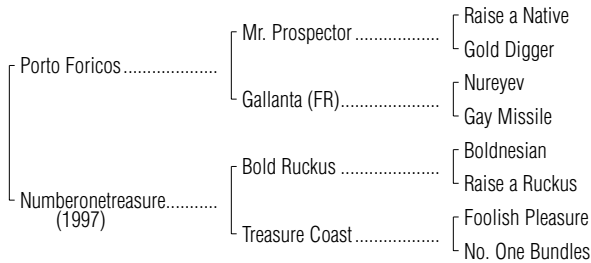 Raise a Native
Mr. Prospector ..................
Gold Digger
Porto Foricos....................
Nureyev
Gallanta (FR).....................
Gay Missile
Boldnesian
Bold Ruckus .....................
Raise a Ruckus
Numberonetreasure...........
(1997)
Foolish Pleasure
Treasure Coast..................
No. One Bundles